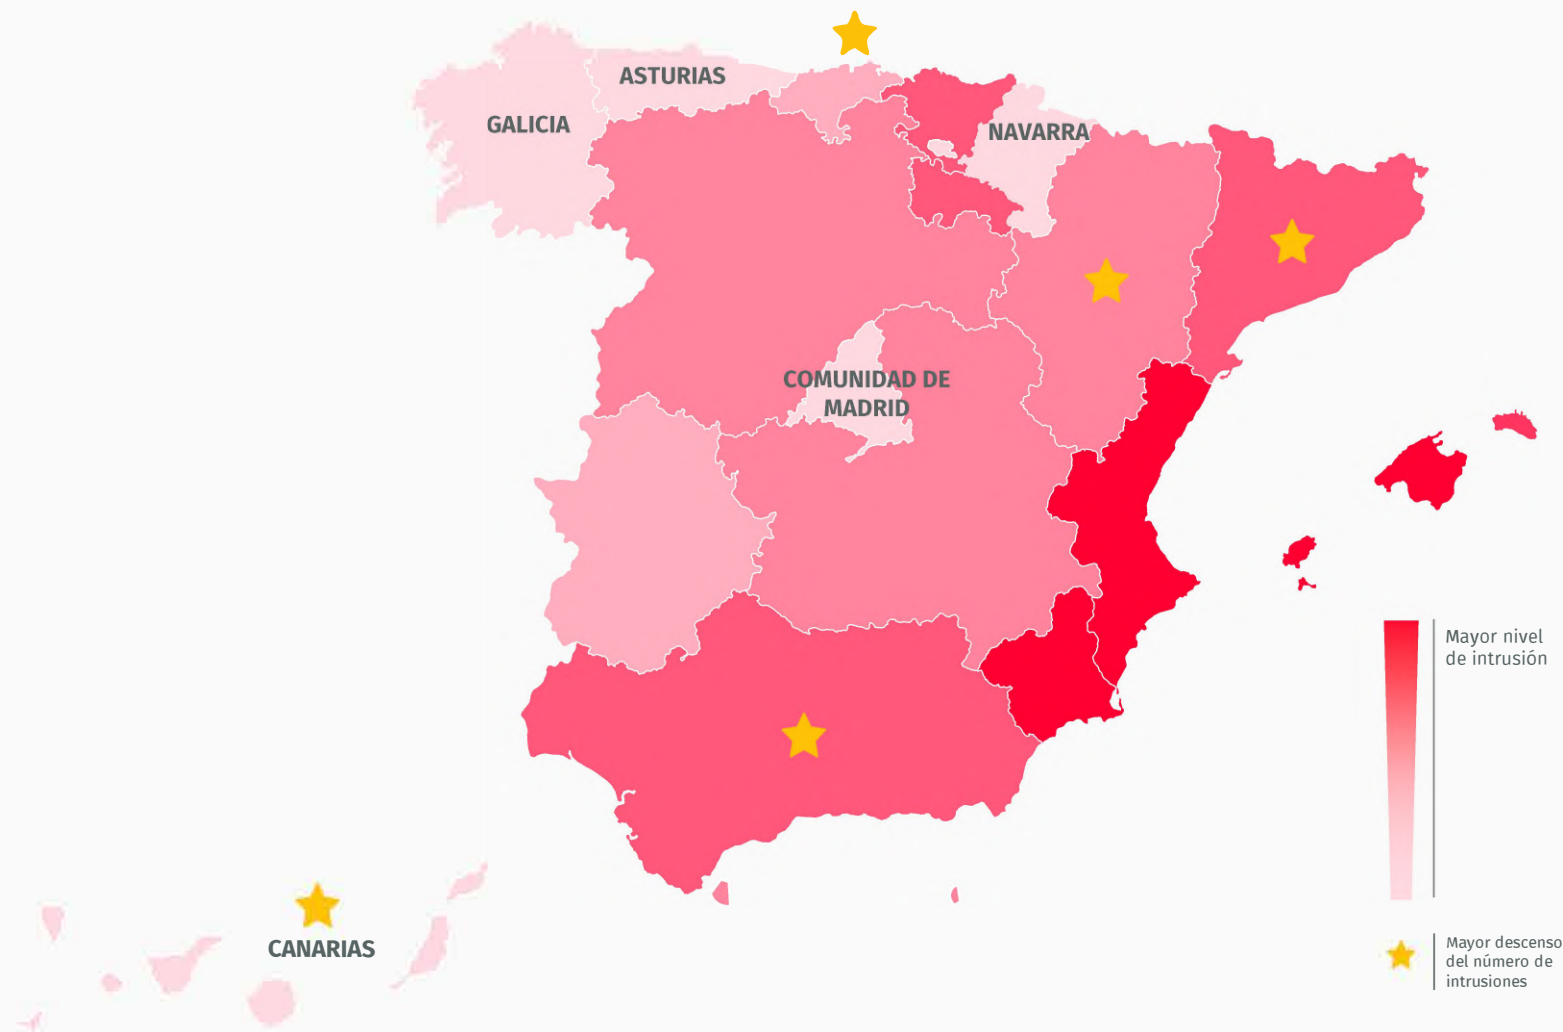 ASTURIAS
GALICIA
NAVARRA
COMUNIDAD DE
MADRID
CANARIAS
Mayor nivel
de intrusión
Mayor descenso
del número de
intrusiones